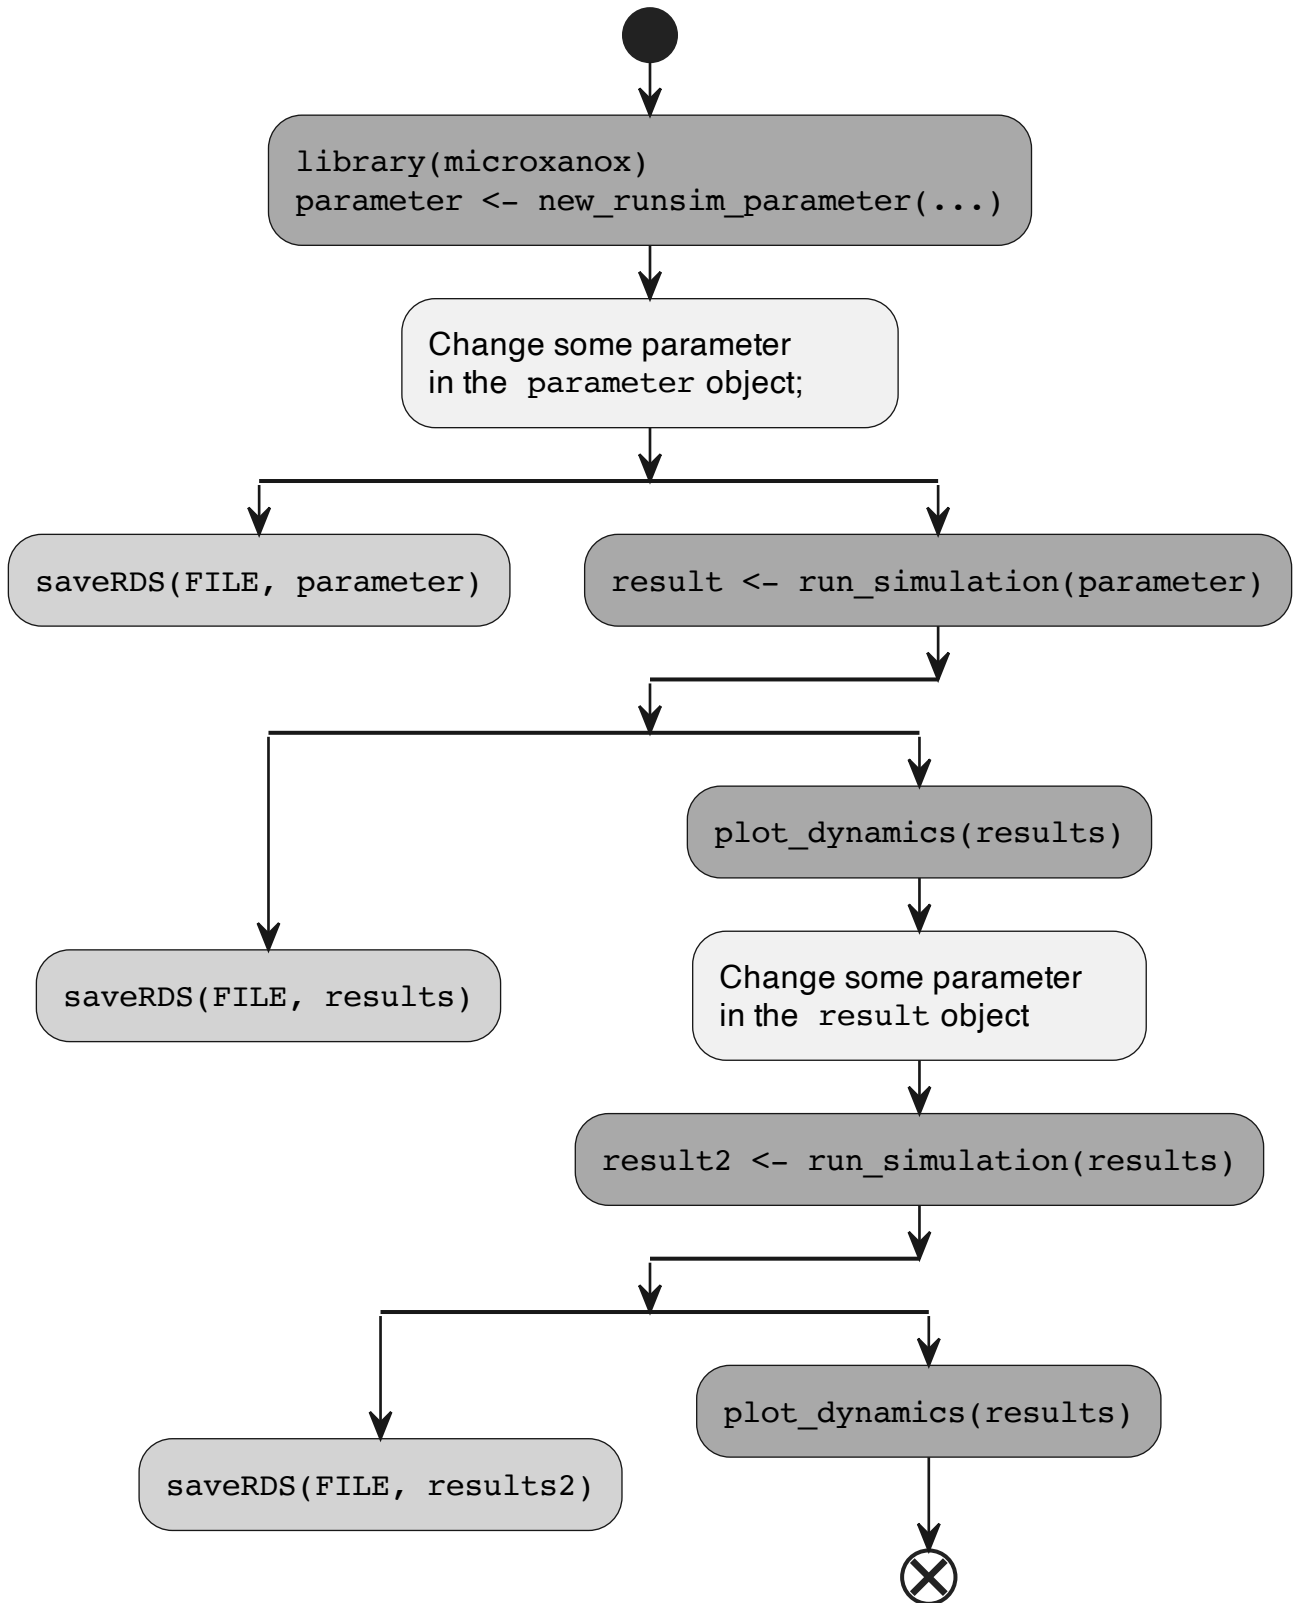 library(microxanox)
parameter <- new_runsim_parameter(...)
Change some parameter
in the parameter object;
saveRDS(FILE, parameter)
result <- run_simulation(parameter)
plot_dynamics(results)
saveRDS(FILE, results)
Change some parameter
in the result object
result2 <- run_simulation(results)
plot_dynamics(results)
saveRDS(FILE, results2)